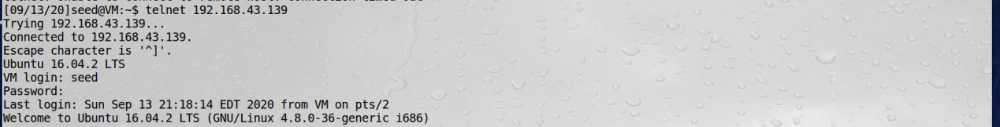 [09/13/20]seed@VM:~$ telnet 192.168.43.139
Trying 192.168.43.139...
Connected to 192.168.43.139.
Escape character is '^]'.
Ubuntu 16.04.2 LTS
VM login: seed
Password:
Last login: Sun Sep 13 21:18:14 EDT 2020 from VM on pts/2
Welcome to Ubuntu 16.04.2 LTS (GNU/Linux 4.8.0-36-generic i686)